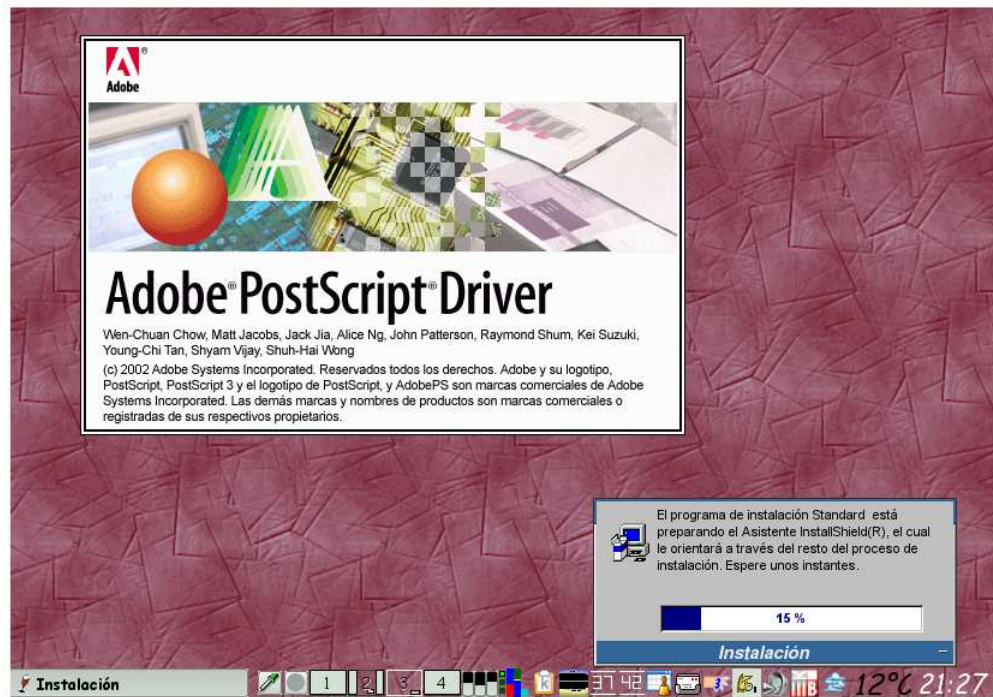 Adobe
Adobe® PostScript® Driver
Wen-Chuan Chow, Matt Jacobs, Jack Jia, Alice Ng, John Patterson, Raymond Shum, Kei Suzuki,
Young-Chi Tan, Shyam Vijay, Shuh-Hai Wong
(c) 2002 Adobe Systems Incorporated. Reservados todos los derechos. Adobe y su logotipo,
PostScript, PostScript 3 y el logotipo de PostScript, y AdobePS son marcas comerciales de Adobe
Systems Incorporated. Las demás marcas y nombres de productos son marcas comerciales o
registradas de sus respectivos propietarios.
El programa de instalación Standard está
preparando el Asistente InstallShield(R), el cual
le orientará a través del resto del proceso de
instalación. Espere unos instantes.
15 %
Instalación
Instalación
1 2 3 4
37 42
12°C 21:27